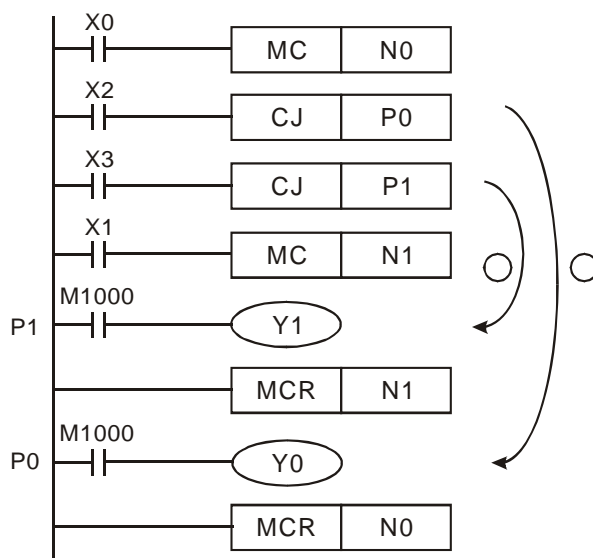 X0
MC N0
X2
CJ P0
X3
CJ P1
X1
MC N1
M1000
P1 Y1
MCR N1
M1000
P0 Y0
MCR N0